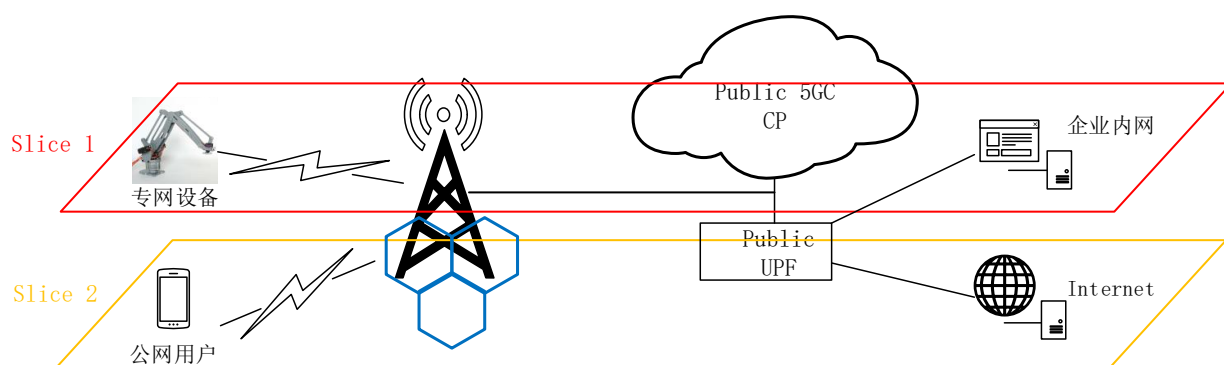 Public 5GC
CP
企业内网
Slice 1
专网设备
Public
UPF
Slice 2
Internet
公网用户